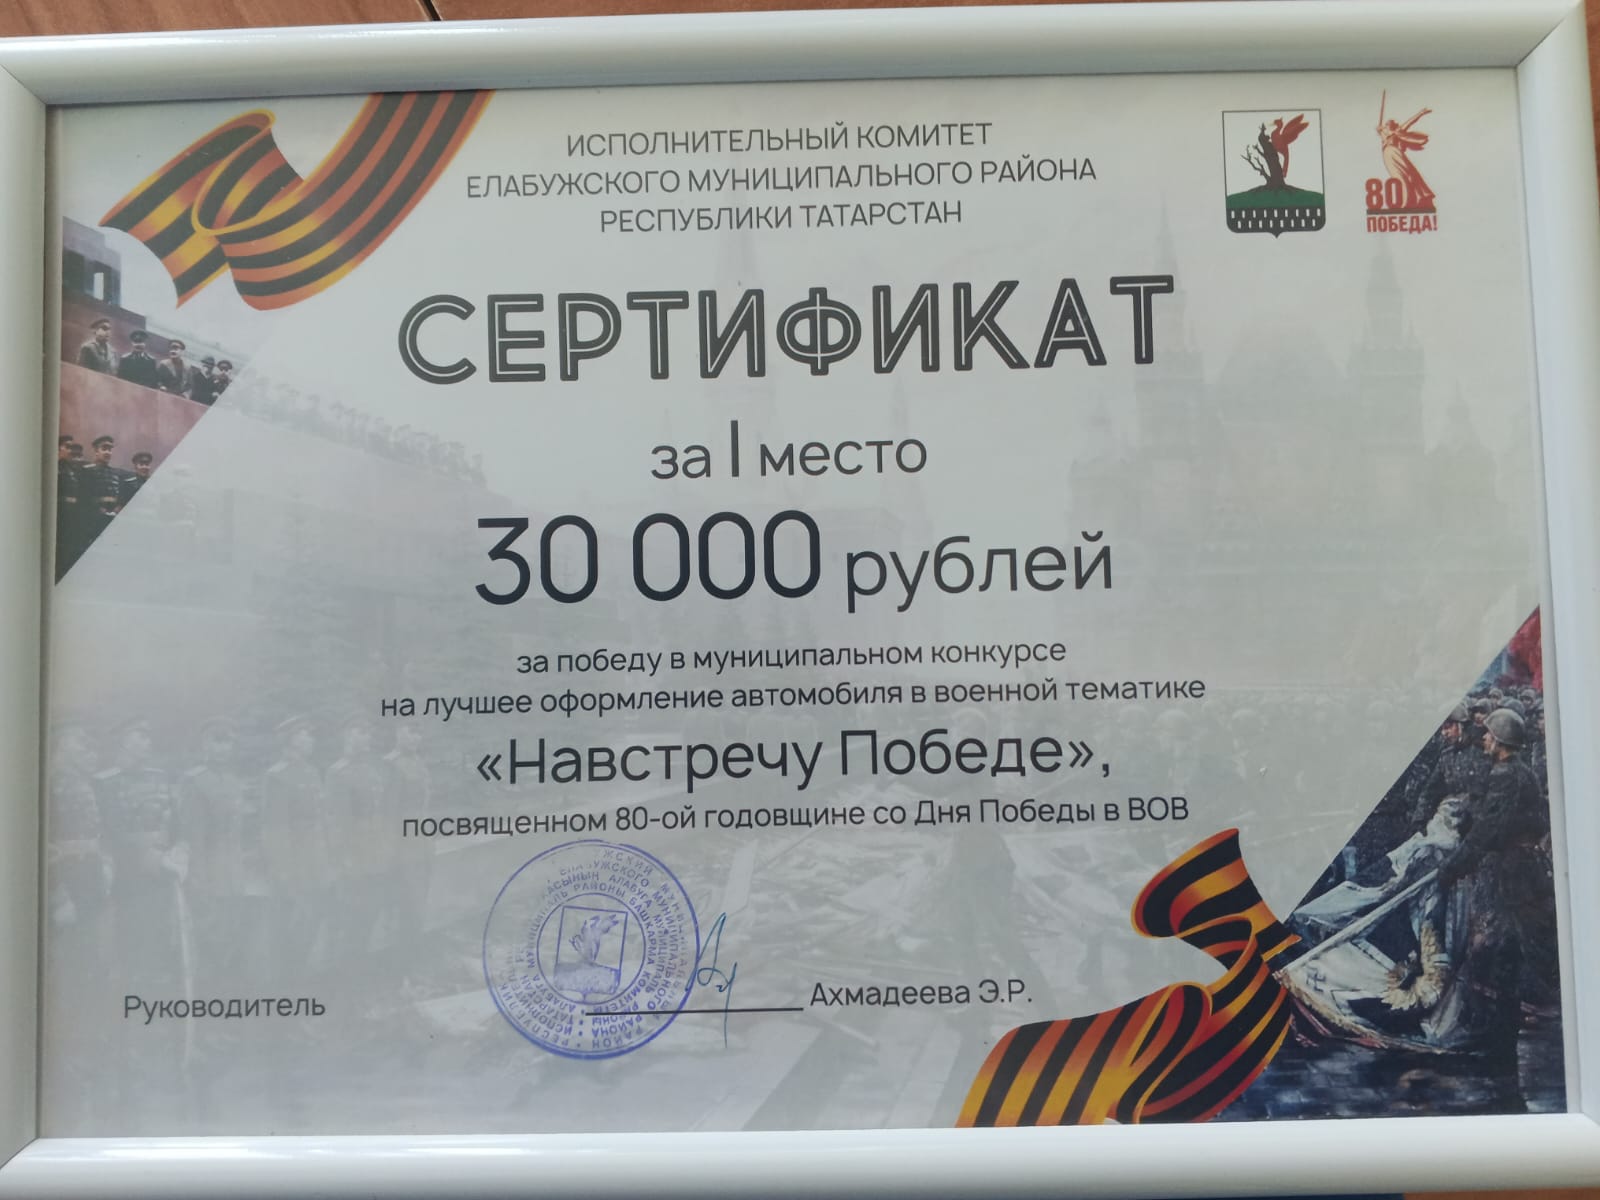 ИСПОЛНИТЕЛЬНЫЙ КОМИТЕТ
ЕЛАБУЖСКОГО МУНИЦИПАЛЬНОГО РАЙОНА
РЕСПУБЛИКИ ТАТАРСТАН
80
ПОБЕДА!
СЕРТИФИКАТ
за I место
30 000 рублей
за победу в муниципальном конкурсе
на лучшее оформление автомобиля в военной тематике
«Навстречу Победе»,
посвященном 80-ой годовщине со Дня Победы в ВОВ
Руководитель
Ахмадеева Э.Р.